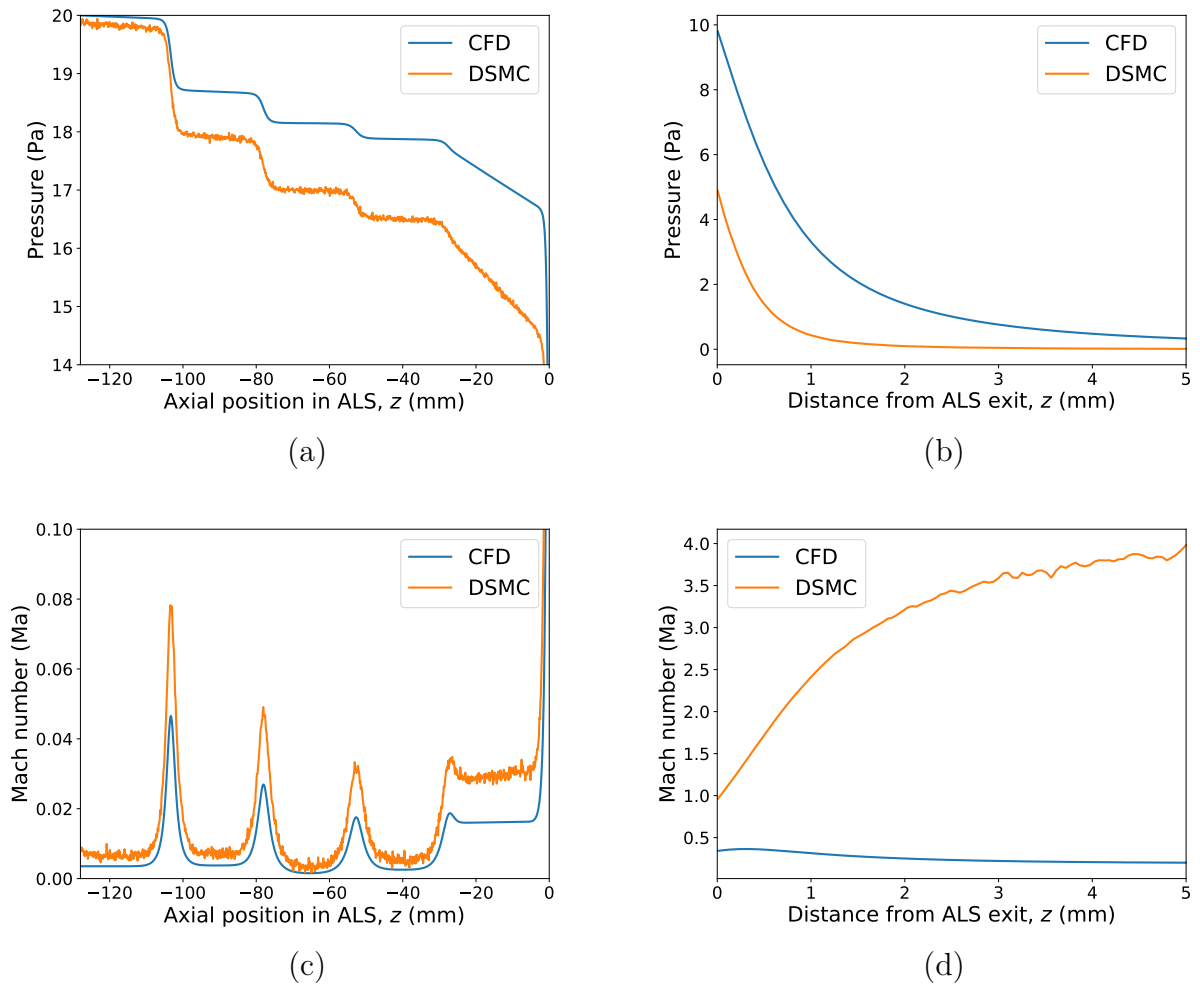 20
19
18
17
16
15
14
Pressure (Pa)
CFD
DSMC
−120 −100 −80 −60 −40 −20 0
Axial position in ALS, z (mm)
(a)
10
8
6
4
2
0
Pressure (Pa)
CFD
DSMC
0 1 2 3 4 5
Distance from ALS exit, z (mm)
(b)
0.10
0.08
0.06
0.04
0.02
0.00
Mach number (Ma)
CFD
DSMC
−120 −100 −80 −60 −40 −20 0
Axial position in ALS, z (mm)
(c)
4.0
3.5
3.0
2.5
2.0
1.5
1.0
0.5
Mach number (Ma)
CFD
DSMC
0 1 2 3 4 5
Distance from ALS exit, z (mm)
(d)